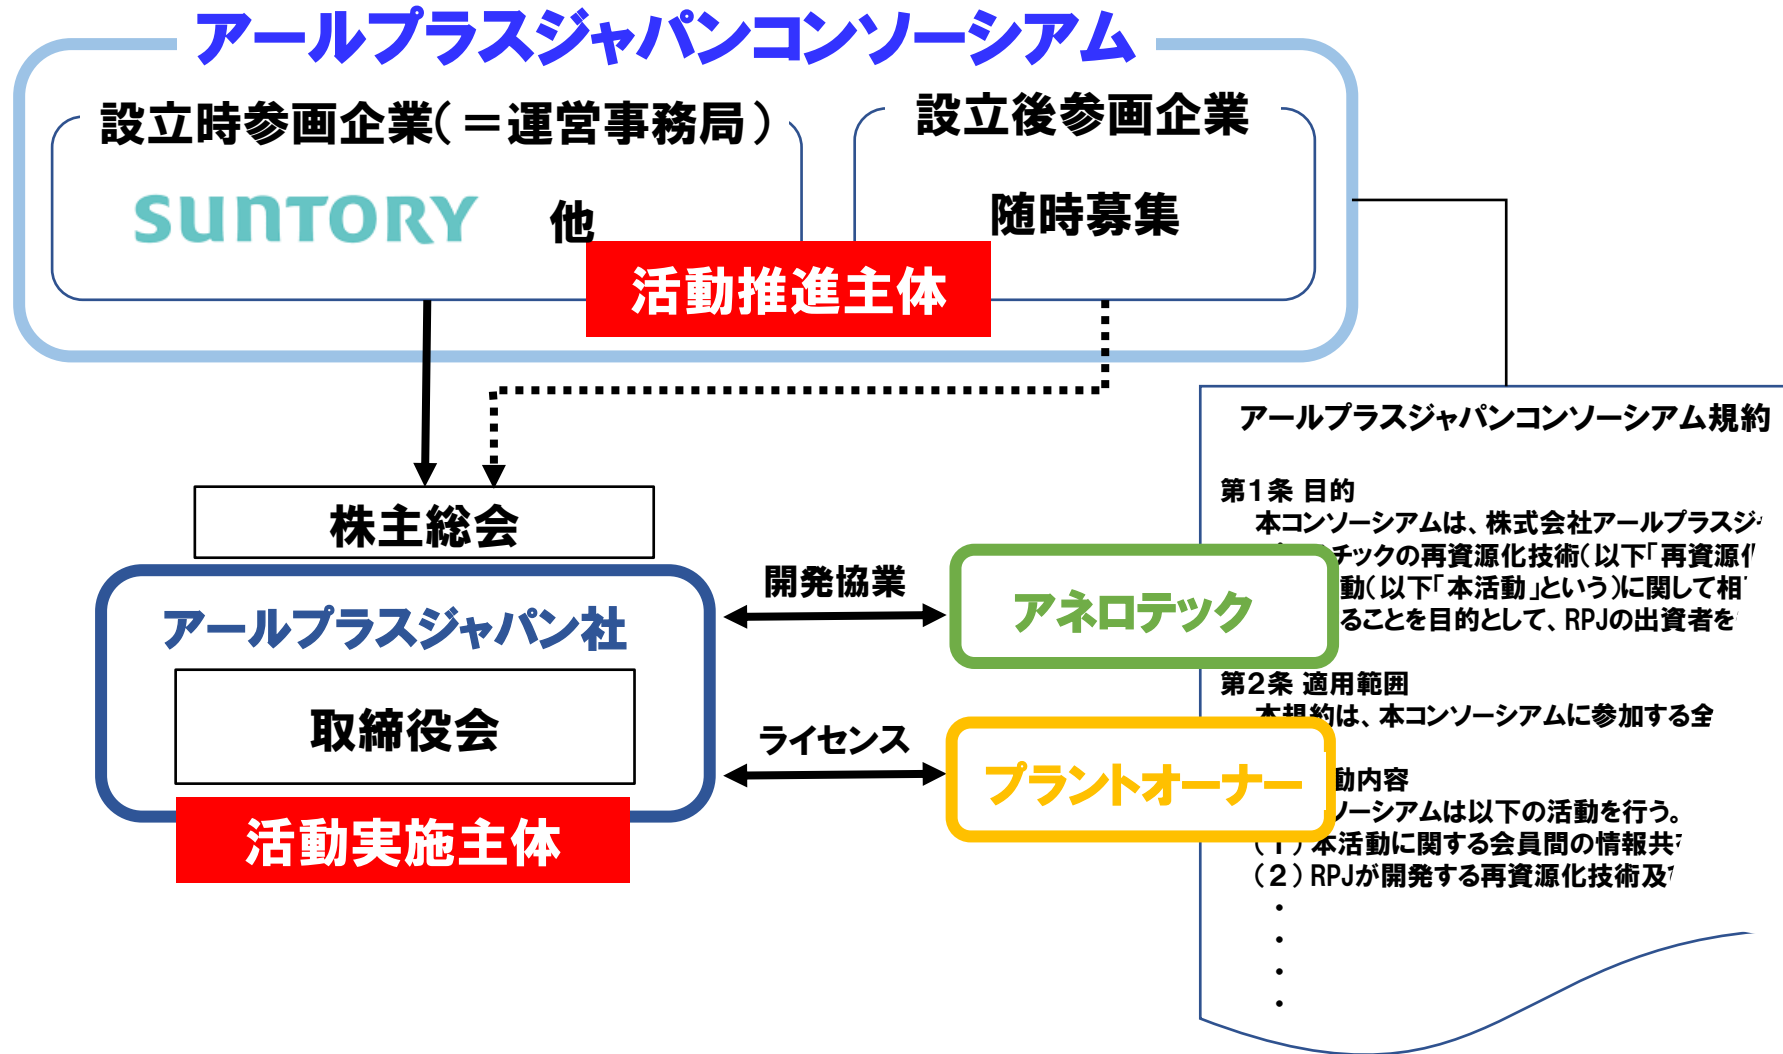 アールプラスジャパンコンソーシアム
設立時参画企業(＝運営事務局)
設立後参画企業
SUNTORY 他
随時募集
活動推進主体
株主総会
アールプラスジャパン社
取締役会
活動実施主体
開発協業
ライセンス
アネロテック
プラントオーナー
アールプラスジャパンコンソーシアム規約
第1条 目的
本コンソーシアムは、株式会社アールプラスジ
チックの再資源化技術(以下「再資源
動(以下「本活動」という)に関して相
ることを目的として、RPJの出資者を
第2条 適用範囲
本規約は、本コンソーシアムに参加する全
動内容
ソーシアムは以下の活動を行う。
(1)本活動に関する会員間の情報共
(2)RPJが開発する再資源化技術及
・
・
・
・